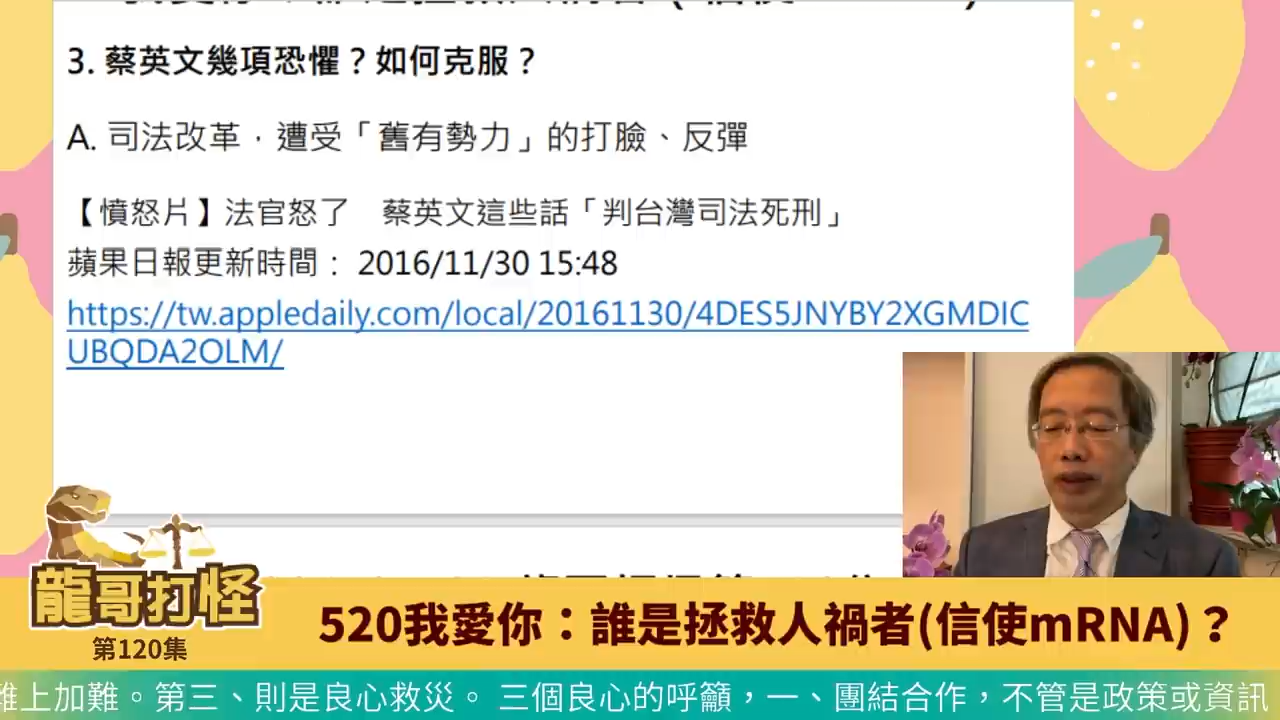 3. 蔡英文幾項恐懼？如何克服？
A. 司法改革，遭受「舊有勢力」的打臉、反彈
【憤怒片】法官怒了　蔡英文這些話「判台灣司法死刑」
蘋果日報更新時間： 2016/11/30 15:48
https://tw.appledaily.com/local/20161130/4DES5JNYBY2XGMDIC
UBQDA2OLM/
龍哥打怪
第120集
520我愛你：誰是拯救人禍者(信使mRNA)？
上加難。第三、則是良心救災。 三個良心的呼籲，一、團結合作，不管是政策或資訊